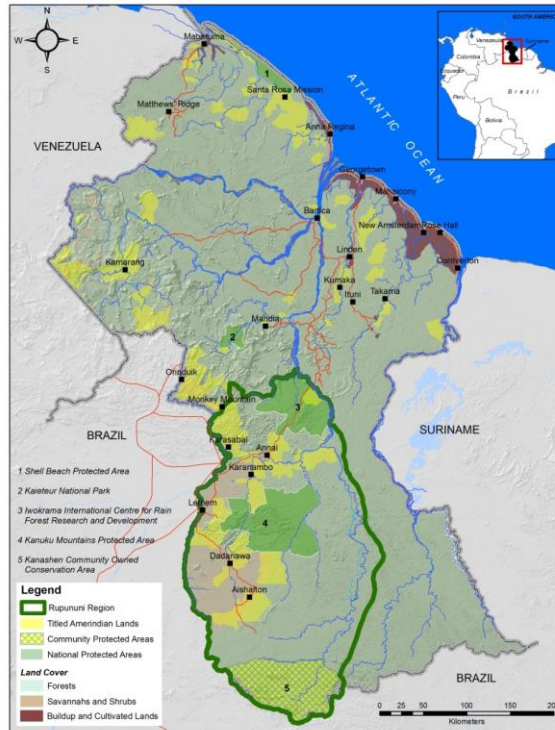 N
W
E
S
SOUTH AMERICA
Venezuela
Suriname
Colombia
Ecuador
Peru
Brazil
Bolivia
ATLANTIC OCEAN
Mabaruma
1
Santa Rosa Mission
Matthews' Ridge
Anna Regina
VENEZUELA
Georgetown
Mahaicony
Bartica
New Amsterdam
Rose Hall
Linden
Corriverton
Kamarang
Kumaka
Ituni
Takama
Mahdia
2
Orinduik
Monkey Mountain
3
SURINAME
BRAZIL
Karasabai
Annai
Karanambo
Lethem
4
Dadanawa
Aishalton
5
BRAZIL
1 Shell Beach Protected Area
2 Kaieteur National Park
3 Iwokrama International Centre for Rain
Forest Research and Development
4 Kanuku Mountains Protected Area
5 Kanashen Community Owned
Conservation Area
Legend
Rupununi Region
Titled Amerindian Lands
Community Protected Areas
National Protected Areas
Land Cover
Forests
Savannahs and Shrubs
Buildup and Cultivated Lands
0 25 50 100 150 200
Kilometers